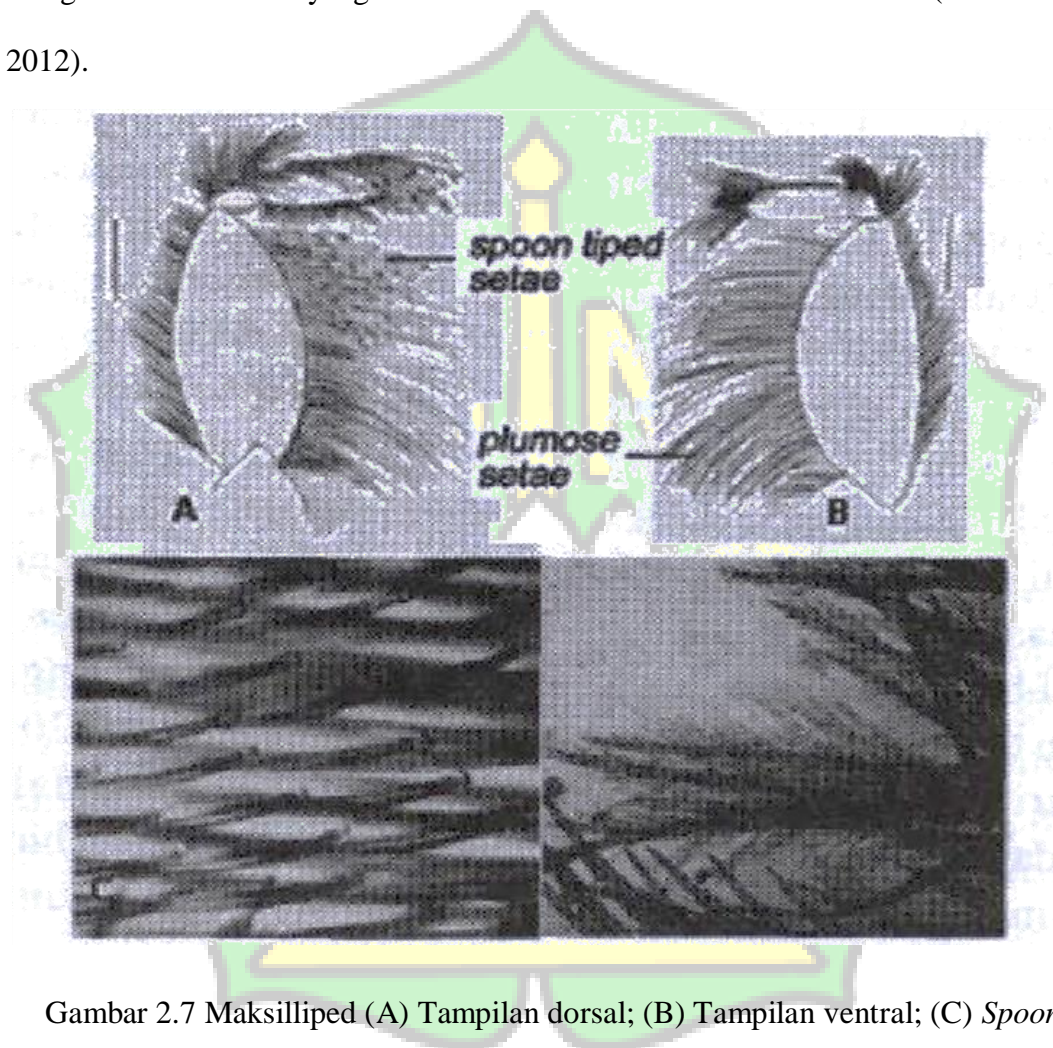 2012).
spoon tiped
setae
plumose
setae
A
B
Gambar 2.7 Maksilliped (A) Tampilan dorsal; (B) Tampilan ventral; (C) Spoon